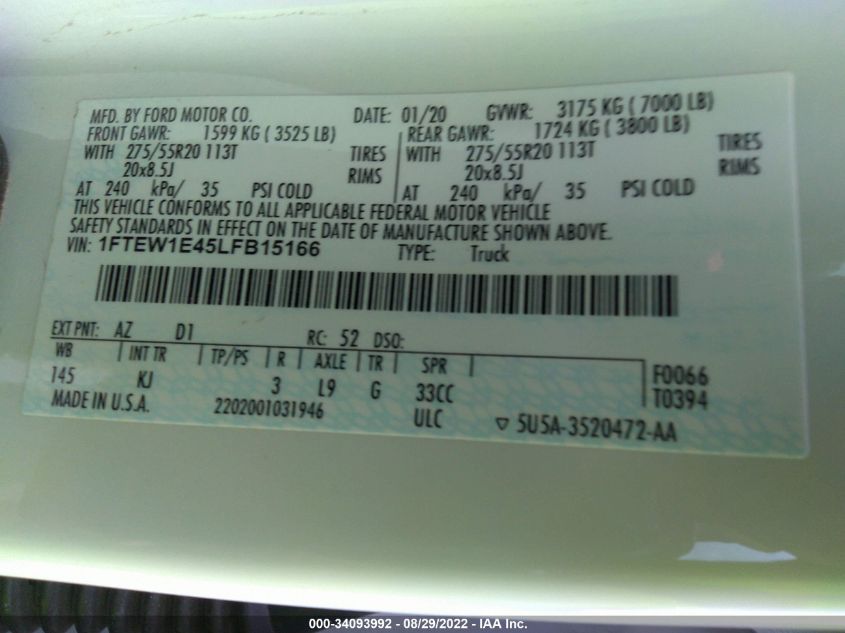 MFD. BY FORD MOTOR CO. DATE: 01/20 GVWR: 3175 KG ( 7000 LB)
FRONT GAWR: 1599 KG ( 3525 LB) REAR GAWR: 1724 KG ( 3800 LB)
WITH 275/55R20 113T TIRES WITH 275/55R20 113T TIRES
20x8.5J RIMS 20x8.5J RIMS
AT 240 kPa/ 35 PSI COLD AT 240 kPa/ 35 PSI COLD
THIS VEHICLE CONFORMS TO ALL APPLICABLE FEDERAL MOTOR VEHICLE
SAFETY STANDARDS IN EFFECT ON THE DATE OF MANUFACTURE SHOWN ABOVE.
VIN: 1FTEW1E45LFB15166 TYPE: Truck
EXT PNT: AZ D1 RC: 52 DSO:
WB INT TR TP/PS R AXLE TR SPR F0066
145 KJ 3 L9 G 33CC T0394
MADE IN U.S.A. 2202001031946 ULC ▽ 5U5A-3520472-AA
000-34093992 - 08/29/2022 - IAA Inc.